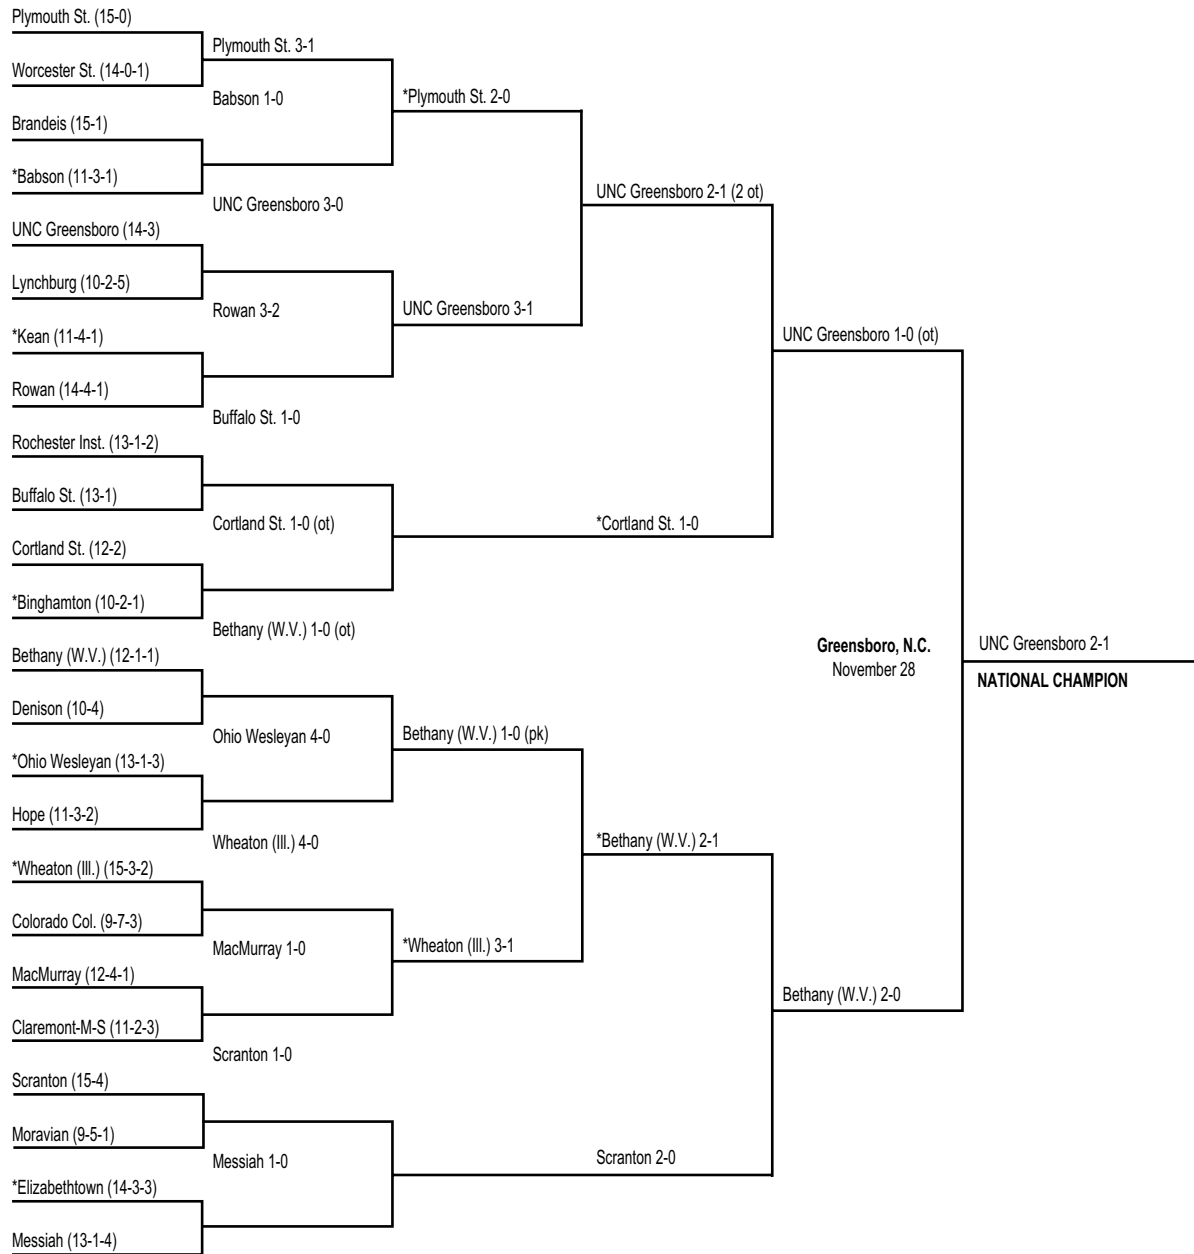 Plymouth St. (15-0)
Worcester St. (14-0-1)
Brandeis (15-1)
*Babson (11-3-1)
UNC Greensboro (14-3)
Lynchburg (10-2-5)
*Kean (11-4-1)
Rowan (14-4-1)
Rochester Inst. (13-1-2)
Buffalo St. (13-1)
Cortland St. (12-2)
*Binghamton (10-2-1)
Bethany (W.V.) (12-1-1)
Denison (10-4)
*Ohio Wesleyan (13-1-3)
Hope (11-3-2)
*Wheaton (Ill.) (15-3-2)
Colorado Col. (9-7-3)
MacMurray (12-4-1)
Claremont-M-S (11-2-3)
Scranton (15-4)
Moravian (9-5-1)
*Elizabethtown (14-3-3)
Messiah (13-1-4)
Plymouth St. 3-1
Babson 1-0
UNC Greensboro 3-0
Rowan 3-2
Buffalo St. 1-0
Cortland St. 1-0 (ot)
Bethany (W.V.) 1-0 (ot)
Ohio Wesleyan 4-0
Wheaton (Ill.) 4-0
MacMurray 1-0
Scranton 1-0
Messiah 1-0
*Plymouth St. 2-0
UNC Greensboro 3-1
Bethany (W.V.) 1-0 (pk)
*Wheaton (Ill.) 3-1
UNC Greensboro 2-1 (2 ot)
*Cortland St. 1-0
*Bethany (W.V.) 2-1
Scranton 2-0
UNC Greensboro 1-0 (ot)
Bethany (W.V.) 2-0
Greensboro, N.C.
November 28
UNC Greensboro 2-1
NATIONAL CHAMPION